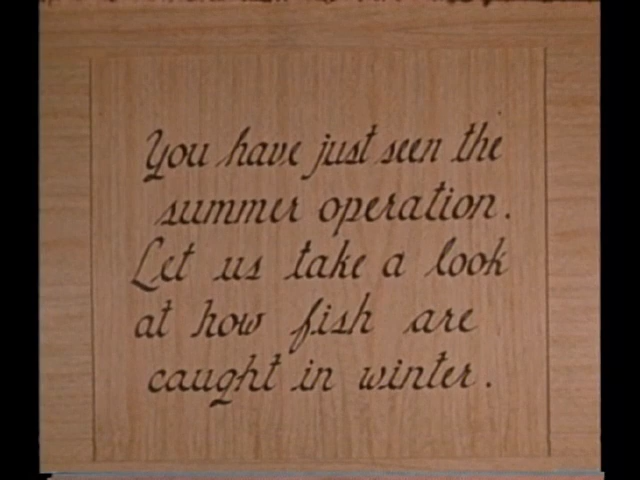 You have just seen the
summer operation.
Let us take a look
at how fish are
caught in winter.